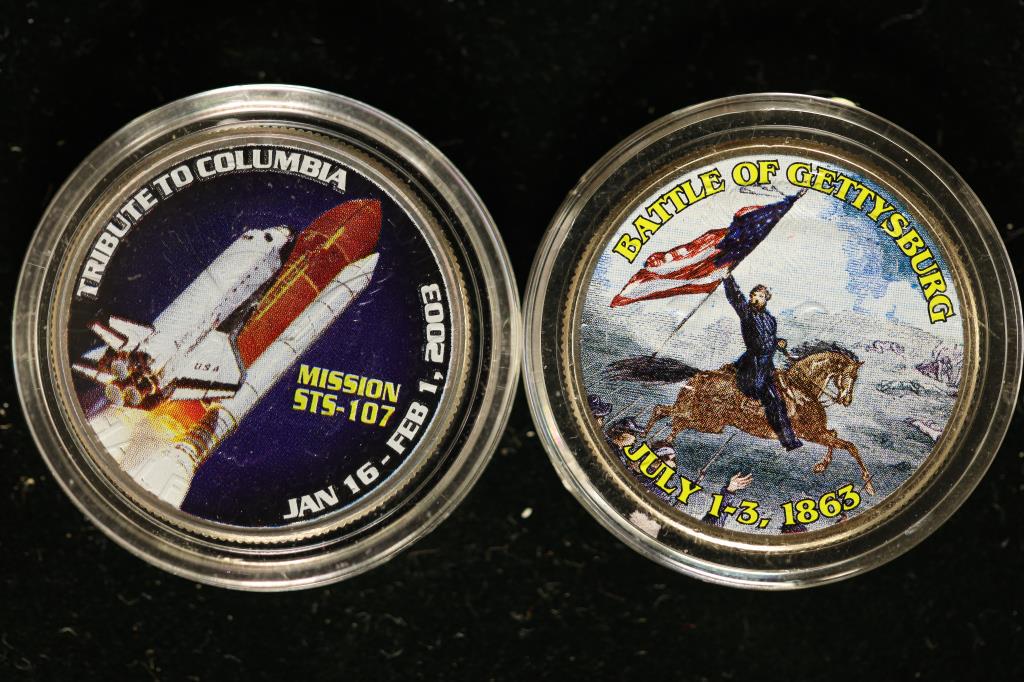 TRIBUTE TO COLUMBIA
USA
MISSION
STS-107
JAN 16 - FEB 1, 2003
BATTLE OF GETTYSBURG
JULY 1-3, 1863